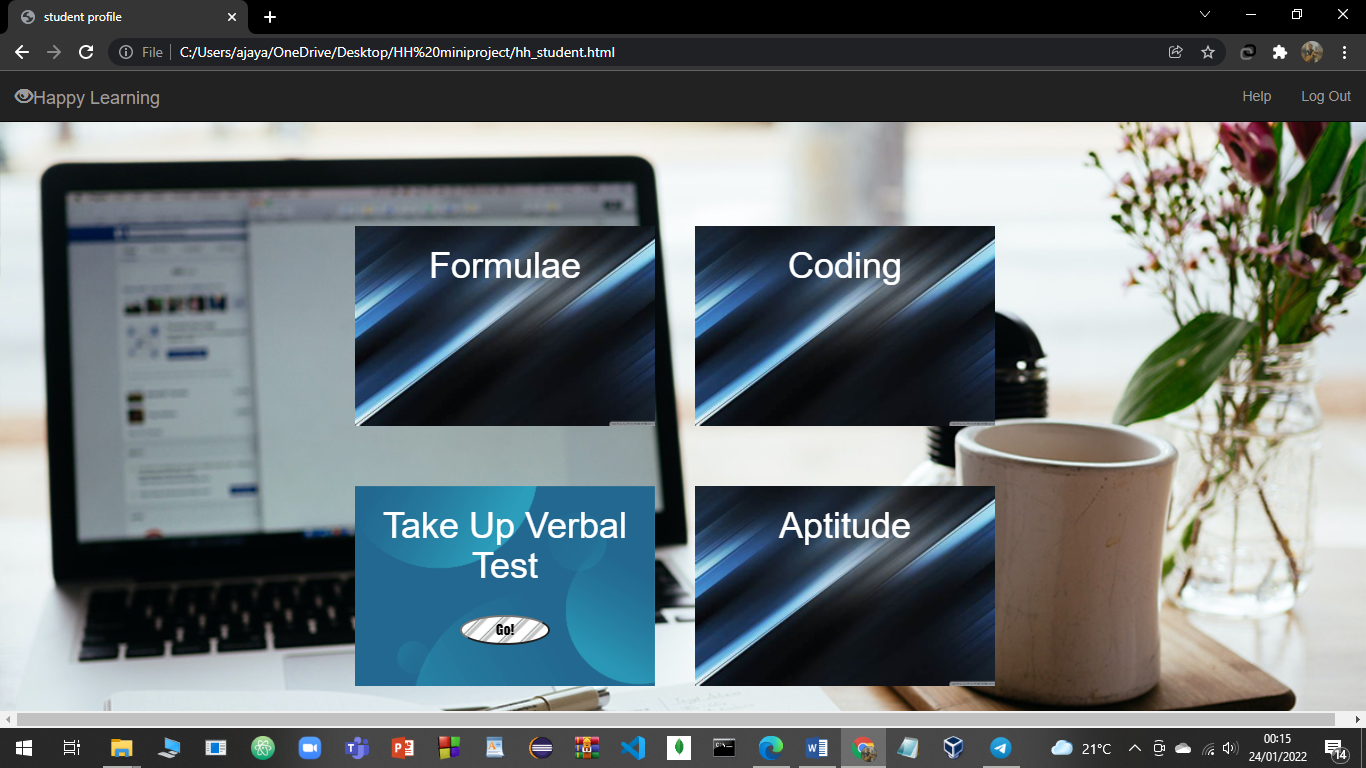 student profile
File
C:/Users/ajaya/OneDrive/Desktop/HH%20miniproject/hh_student.html
Happy Learning
Help
Log Out
Formulae
Coding
Take Up Verbal
Test
Go!
Aptitude
21°C
00:15
24/01/2022
14